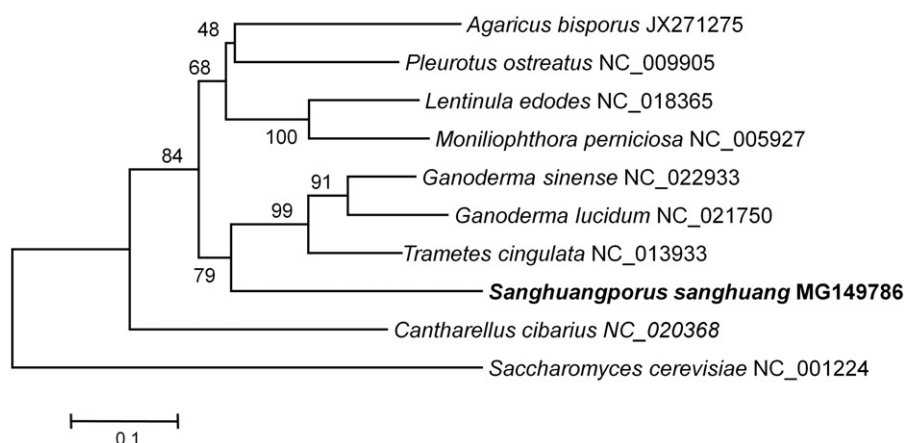 Agaricus bisporus JX271275
48
Pleurotus ostreatus NC_009905
68
Lentinula edodes NC_018365
100
Moniliophthora perniciosa NC_005927
84
Ganoderma sinense NC_022933
91
Ganoderma lucidum NC_021750
99
Trametes cingulata NC_013933
79
Sanghuangporus sanghuang MG149786
Cantharellus cibarius NC_020368
Saccharomyces cerevisiae NC_001224
0.1